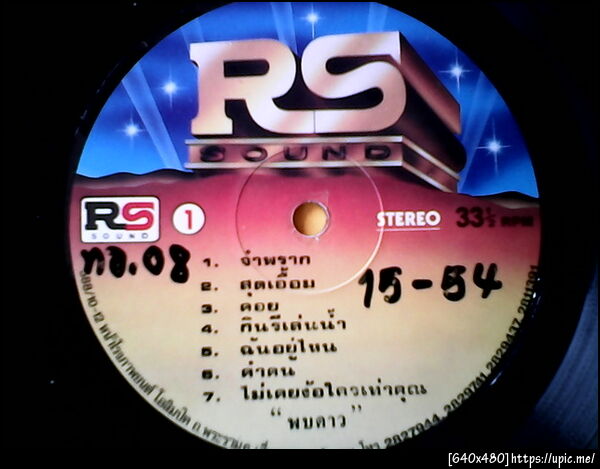 RS
SOUND
RS
SOUND
1
STEREO
33⅓ RPM
ทอ.08
15-54
1. จำพราก
2. สุดเอื้อม
3. คอย
4. กินรีเล่นน้ำ
5. ฉันอยู่ไหน
6. ค่าคน
7. ไม่เคยง้อใครเท่าคุณ
"พบดาว"
[640x480]https://upic.me/